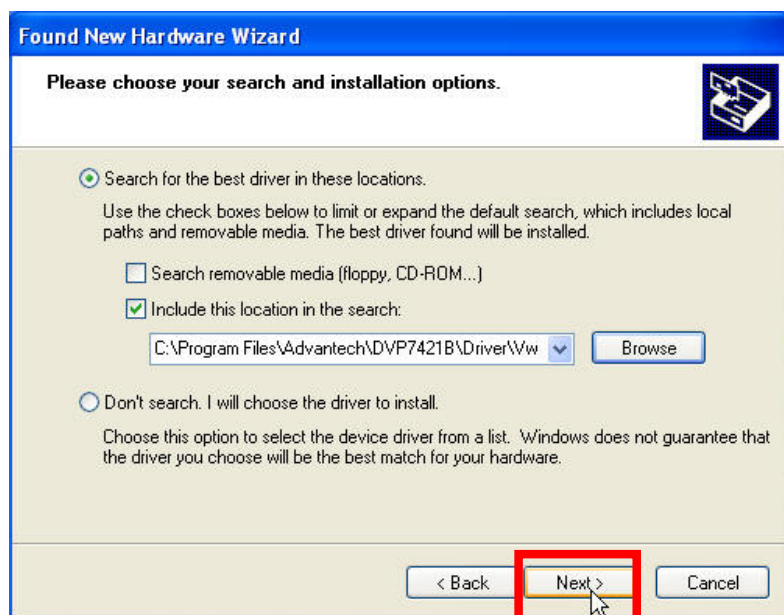 Found New Hardware Wizard
Please choose your search and installation options.
Search for the best driver in these locations.
Use the check boxes below to limit or expand the default search, which includes local
paths and removable media. The best driver found will be installed.
Search removable media (floppy, CD-ROM...)
Include this location in the search:
C:\Program Files\Advantech\DVP7421B\Driver\Vw
Browse
Don't search. I will choose the driver to install.
Choose this option to select the device driver from a list. Windows does not guarantee that
the driver you choose will be the best match for your hardware.
< Back Next > Cancel